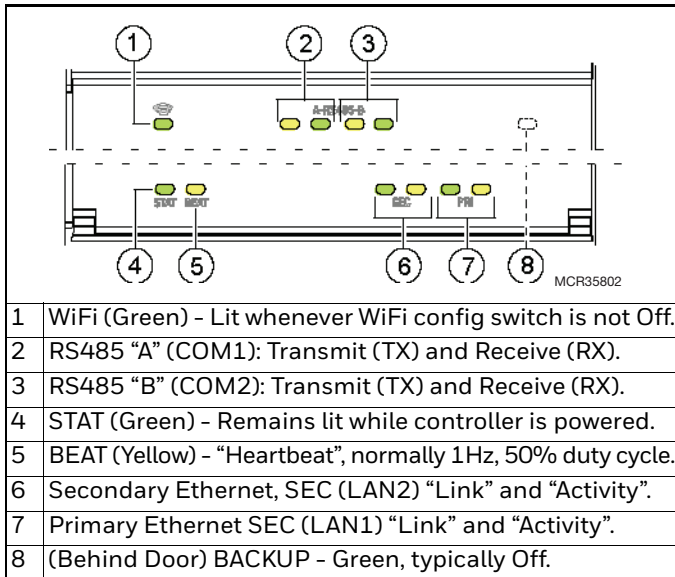 1
2
3
A-RS485-B
STAT BEAT
SEC
PRI
4
5
6
7
8
MCR35802
1 WiFi (Green) - Lit whenever WiFi config switch is not Off.
2 RS485 “A” (COM1): Transmit (TX) and Receive (RX).
3 RS485 “B” (COM2): Transmit (TX) and Receive (RX).
4 STAT (Green) - Remains lit while controller is powered.
5 BEAT (Yellow) - “Heartbeat”, normally 1Hz, 50% duty cycle.
6 Secondary Ethernet, SEC (LAN2) “Link” and “Activity”.
7 Primary Ethernet SEC (LAN1) “Link” and “Activity”.
8 (Behind Door) BACKUP - Green, typically Off.